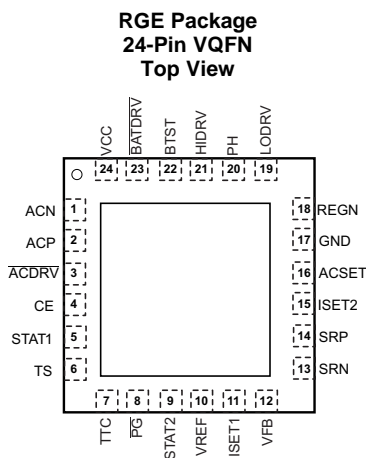 RGE Package
24-Pin VQFN
Top View
VCC
BATDRV
BTST
HIDRV
PH
LODRV
24 23 22 21 20 19
ACN 1
ACP 2
ACDRV 3
CE 4
STAT1 5
TS 6
18 REGN
17 GND
16 ACSET
15 ISET2
14 SRP
13 SRN
7 8 9 10 11 12
TTC
PG
STAT2
VREF
ISET1
VFB